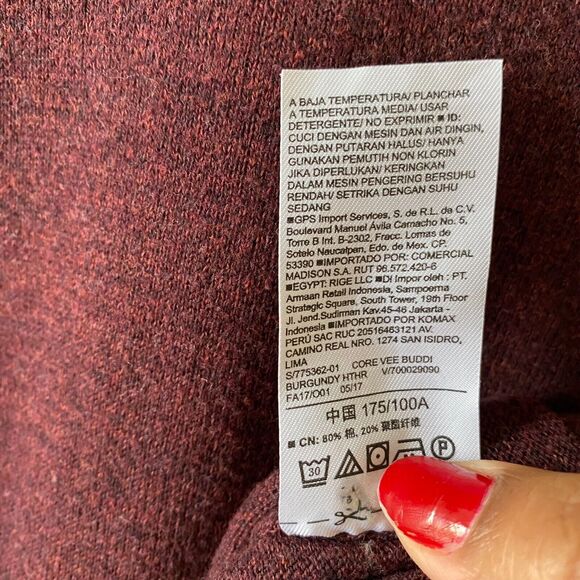 A BAJA TEMPERATURA/ PLANCHAR
A TEMPERATURA MEDIA/ USAR
DETERGENTE/ NO EXPRIMIR ■ ID:
CUCI DENGAN MESIN DAN AIR DINGIN,
DENGAN PUTARAN HALUS/ HANYA
GUNAKAN PEMUTIH NON KLORIN
JIKA DIPERLUKAN/ KERINGKAN
DALAM MESIN PENGERING BERSUHU
RENDAH/ SETRIKA DENGAN SUHU
SEDANG
■GPS Import Services, S. de R.L. de C.V.
Boulevard Manuel Ávila Camacho No. 5,
Torre B Int. B-2302, Fracc. Lomas de
Sotelo Naucalpan, Edo. de Mex. CP.
53390 ■IMPORTADO POR: COMERCIAL
MADISON S.A. RUT 96.572.420-6
■EGYPT: RIGE LLC ■Di Impor oleh : PT.
Armaan Retail Indonesia, Sampoerna
Strategic Square, South Tower, 19th Floor
Jl. Jend.Sudirman Kav.45-46 Jakarta -
Indonesia ■IMPORTADO POR KOMAX
PERÚ SAC RUC 20516463121 AV.
CAMINO REAL NRO. 1274 SAN ISIDRO,
LIMA
S/775362-01 CORE VEE BUDDI
BURGUNDY HTHR V/700029090
FA17/O01 05/17
中国 175/100A
■ CN: 80% 棉, 20% 聚酯纤维
30
P